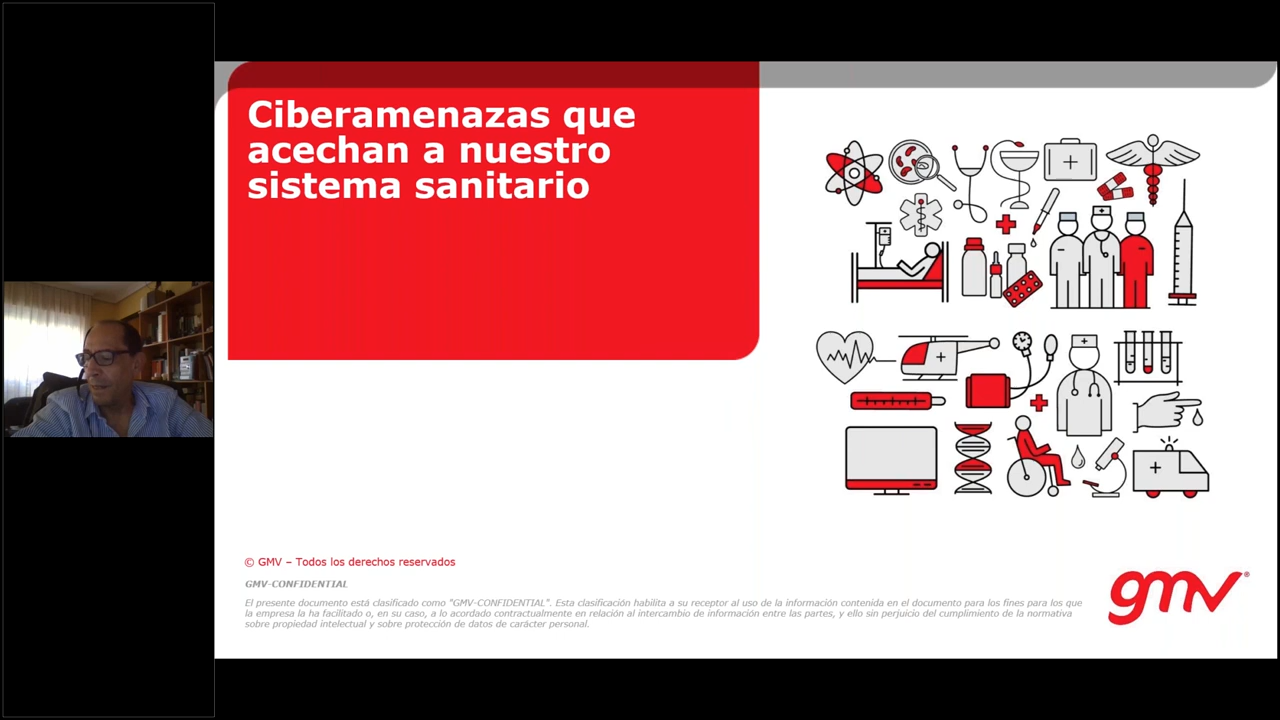 Ciberamenazas que
acechan a nuestro
sistema sanitario
© GMV – Todos los derechos reservados
GMV-CONFIDENTIAL
El presente documento está clasificado como "GMV-CONFIDENTIAL". Esta clasificación habilita a su receptor al uso de la información contenida en el documento para los fines para los que
la empresa la ha facilitado o, en su caso, a lo acordado contractualmente en relación al intercambio de información entre las partes, y ello sin perjuicio del cumplimiento de la normativa
sobre propiedad intelectual y sobre protección de datos de carácter personal.
gmv®